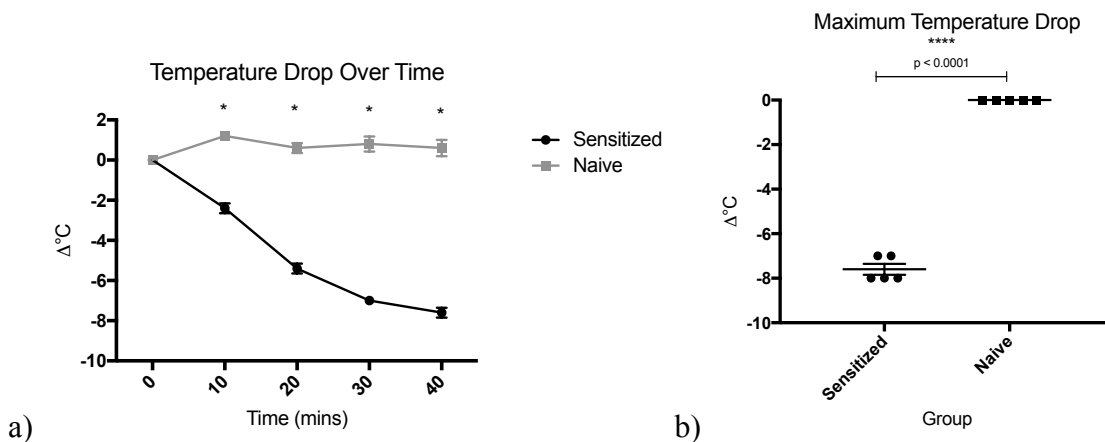 Temperature Drop Over Time
* * * *
2
0
-2
-4
-6
-8
-10
Δ°C
0 10 20 30 40
Time (mins)
Sensitized
Naive
a)
Maximum Temperature Drop
****
p < 0.0001
0
-2
-4
-6
-8
-10
Δ°C
Sensitized Naive
Group
b)